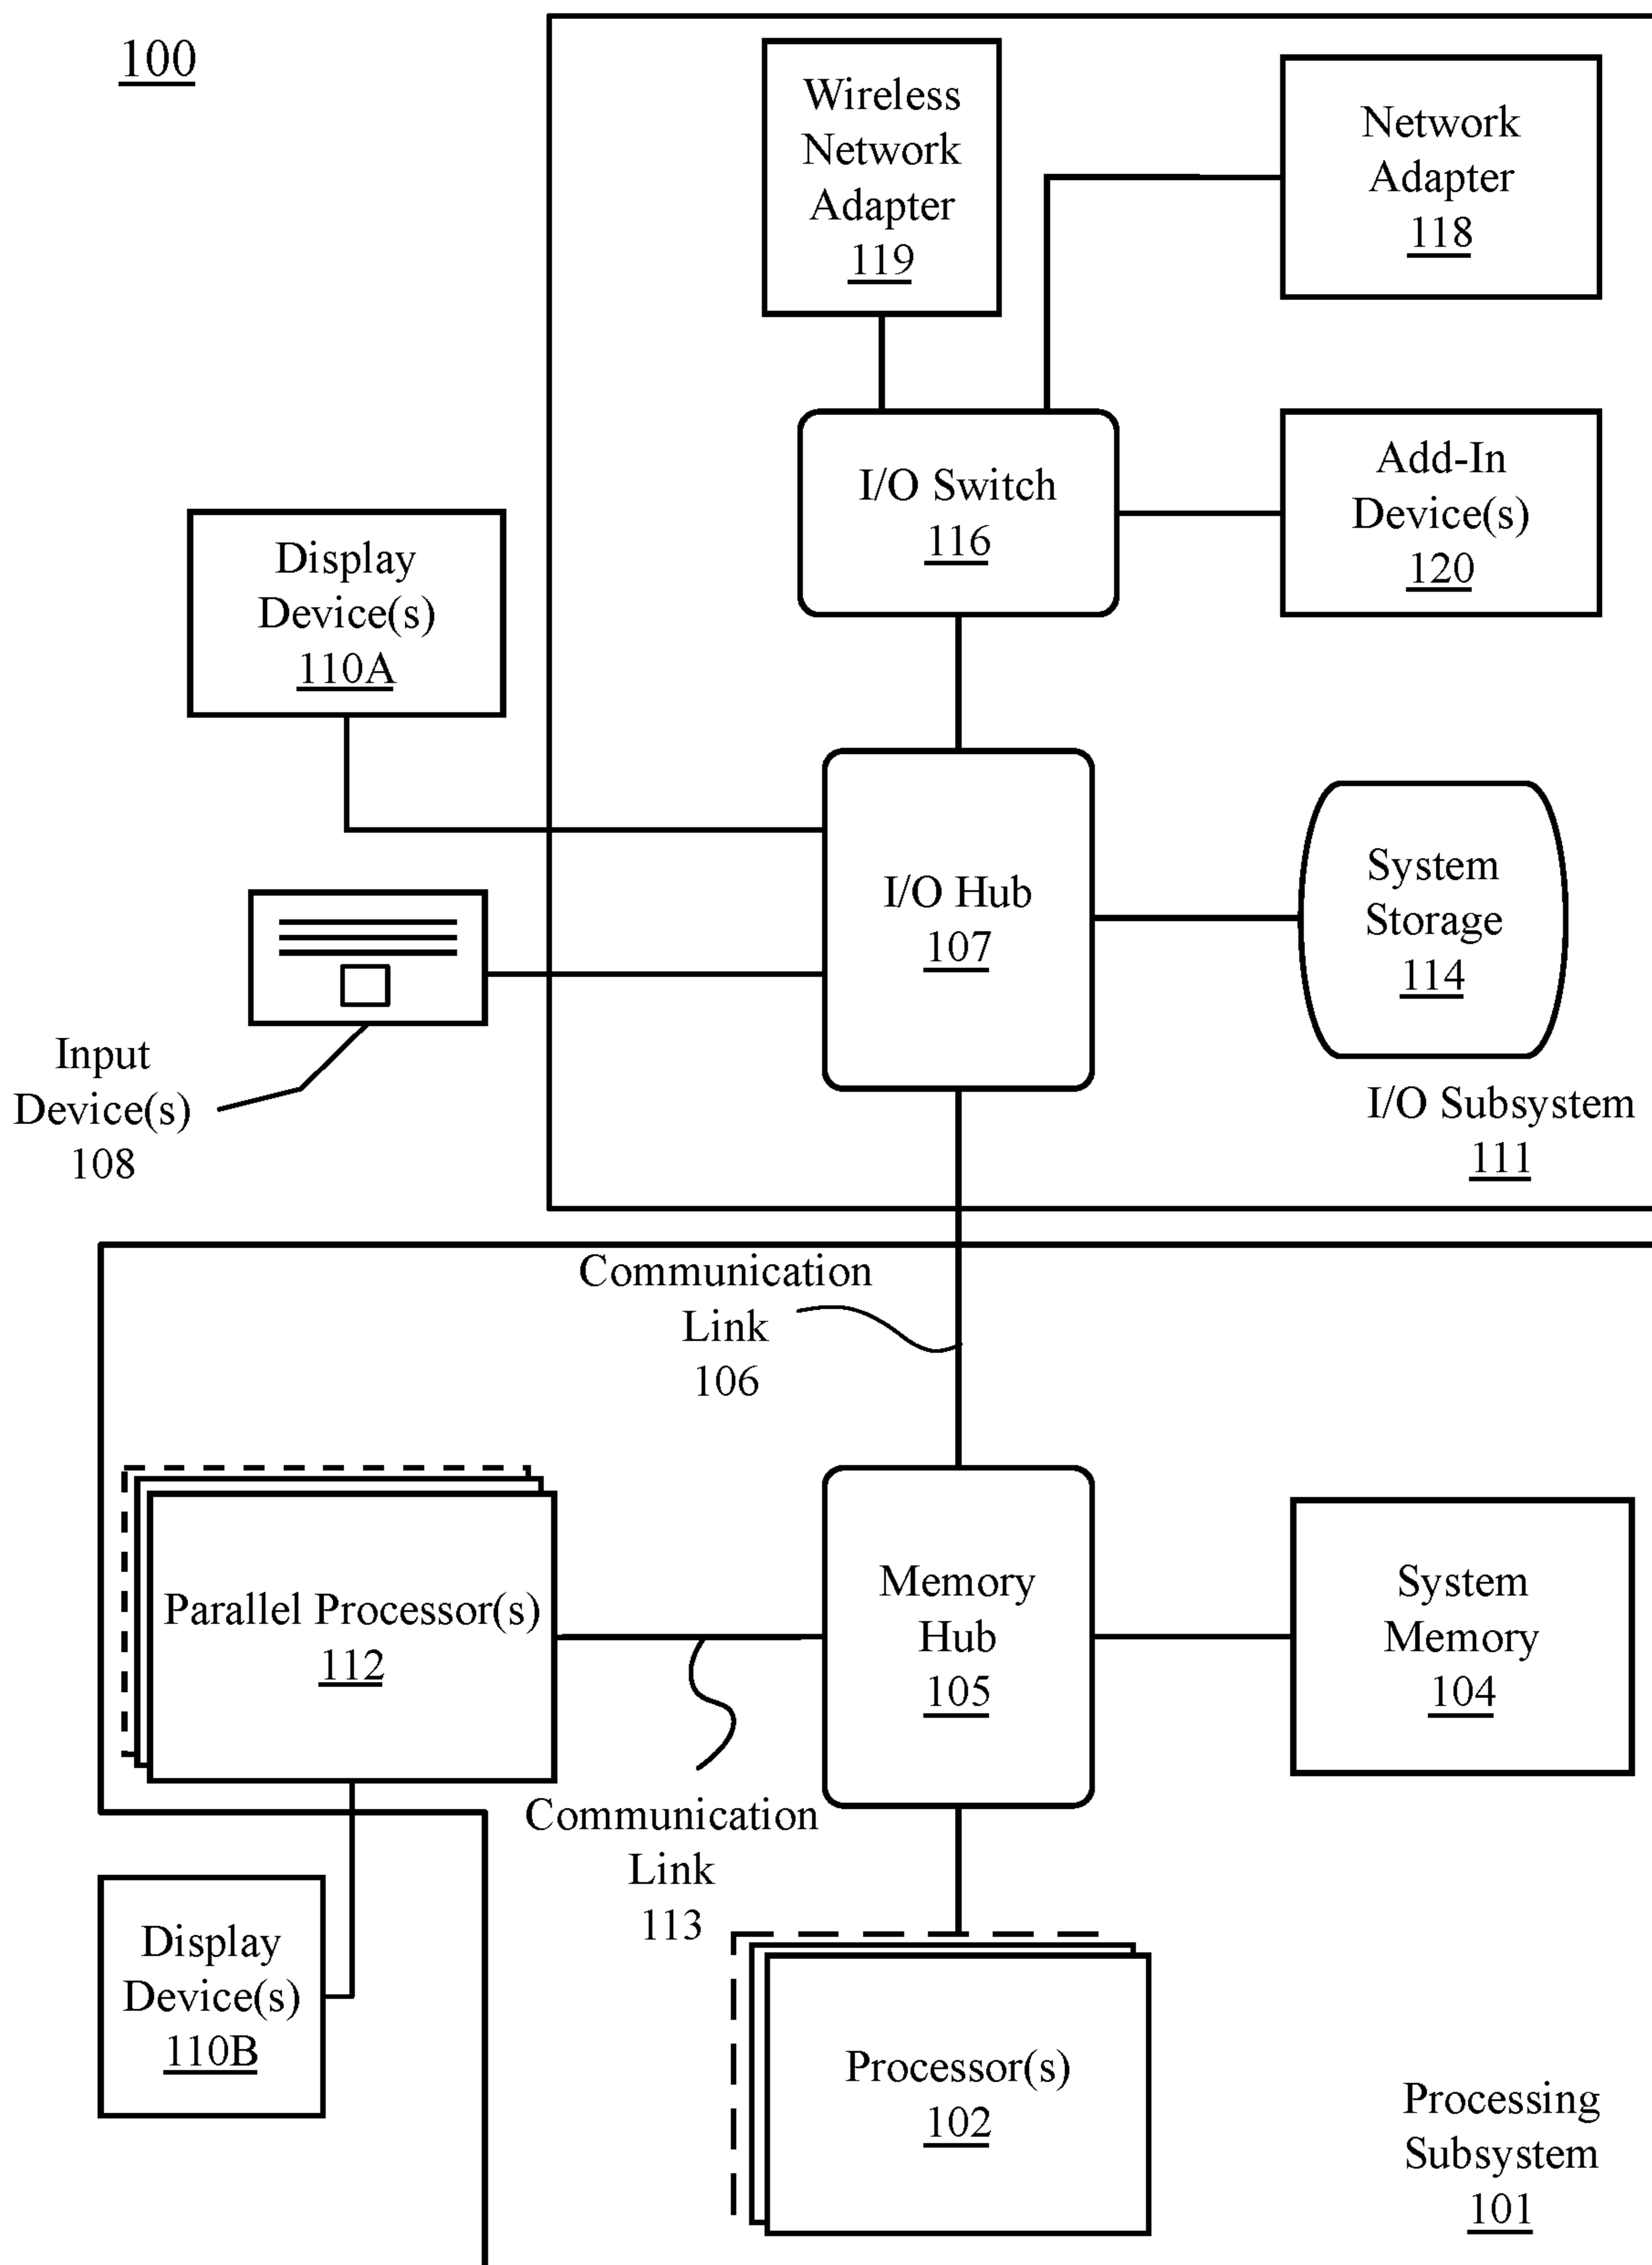 100
Wireless
Network
Adapter
119
Network
Adapter
118
I/O Switch
116
Add-In
Device(s)
120
Display
Device(s)
110A
I/O Hub
107
System
Storage
114
Input
Device(s)
108
I/O Subsystem
111
Communication
Link
106
Parallel Processor(s)
112
Memory
Hub
105
System
Memory
104
Communication
Link
113
Display
Device(s)
110B
Processor(s)
102
Processing
Subsystem
101